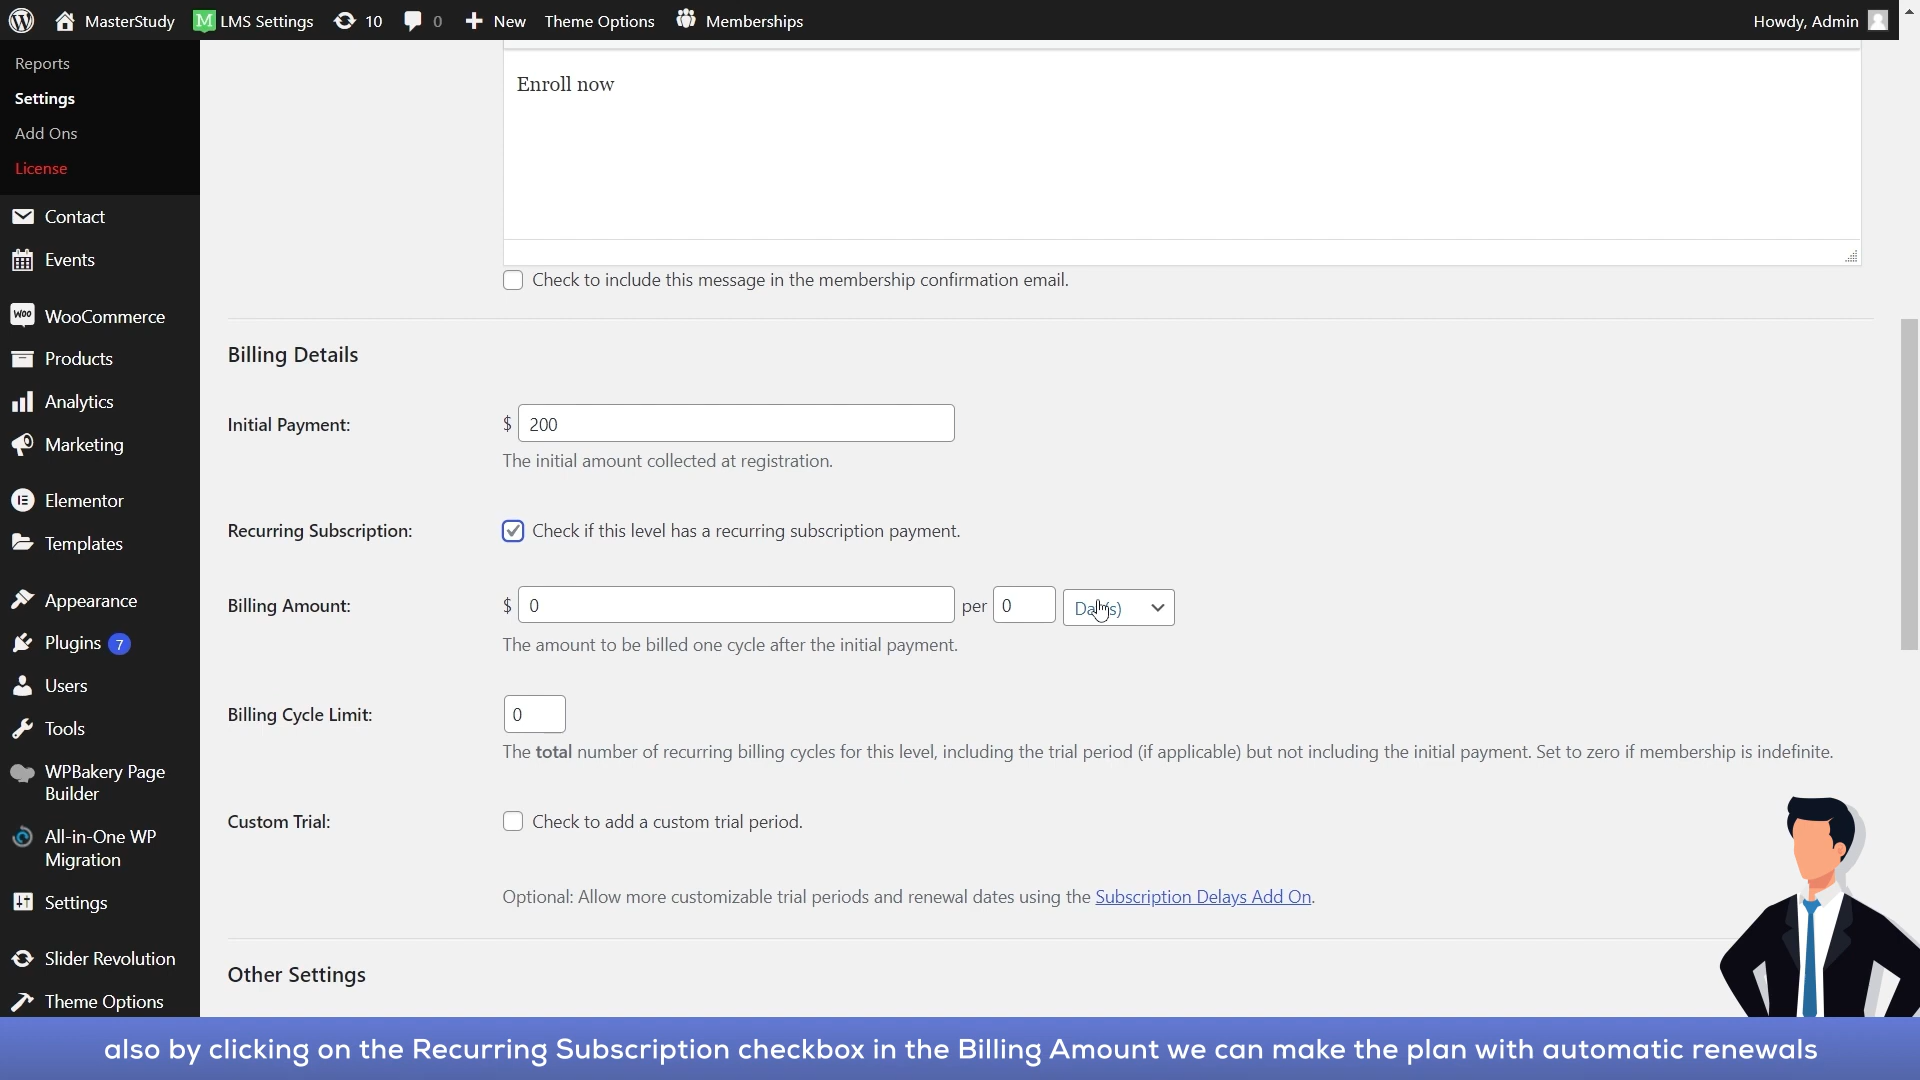 MasterStudy
LMS Settings
10
0
New
Theme Options
Memberships
Howdy, Admin
Reports
Settings
Add Ons
License
Contact
Events
WooCommerce
Products
Analytics
Marketing
Elementor
Templates
Appearance
Plugins 7
Users
Tools
WPBakery Page
Builder
All-in-One WP
Migration
Settings
Slider Revolution
Theme Options
Enroll now
Check to include this message in the membership confirmation email.
Billing Details
Initial Payment:
$ 200
The initial amount collected at registration.
Recurring Subscription:
Check if this level has a recurring subscription payment.
Billing Amount:
$ 0 per 0 Day(s)
The amount to be billed one cycle after the initial payment.
Billing Cycle Limit:
0
The total number of recurring billing cycles for this level, including the trial period (if applicable) but not including the initial payment. Set to zero if membership is indefinite.
Custom Trial:
Check to add a custom trial period.
Optional: Allow more customizable trial periods and renewal dates using the Subscription Delays Add On.
Other Settings
also by clicking on the Recurring Subscription checkbox in the Billing Amount we can make the plan with automatic renewals